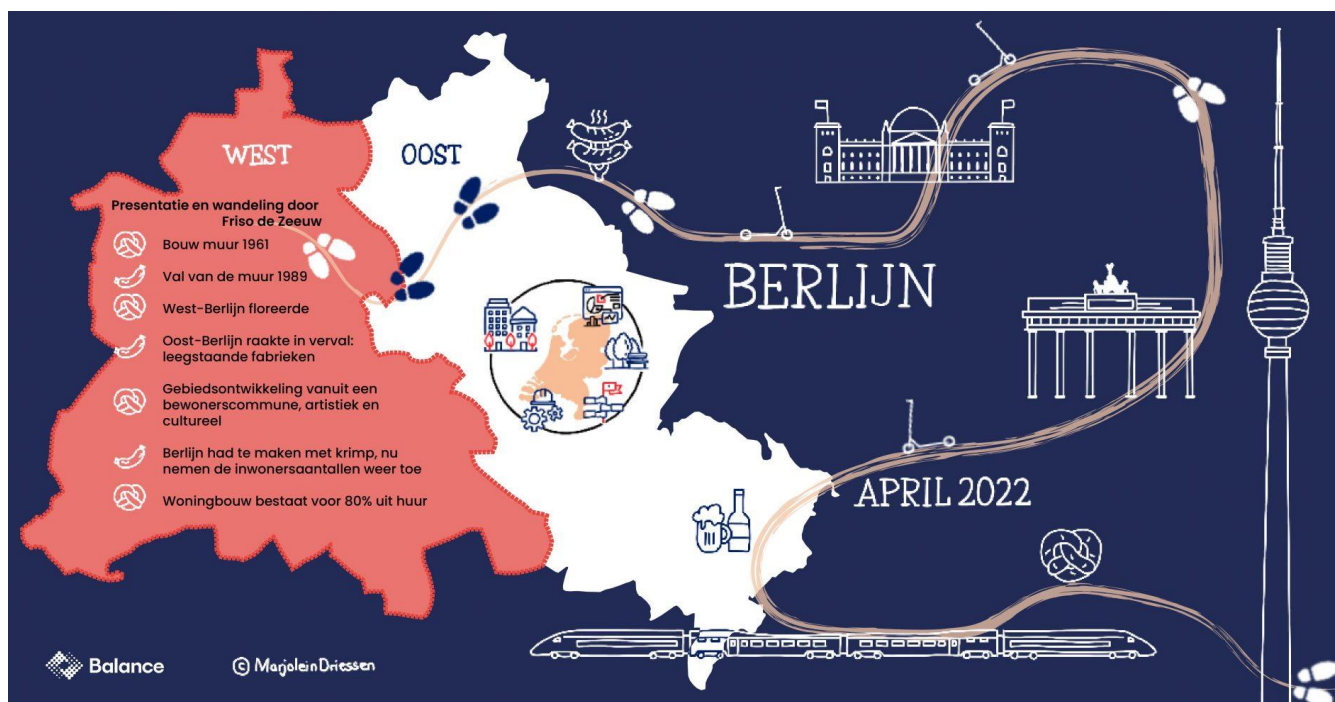 WEST
OOST
Presentatie en wandeling door
Friso de Zeeuw
Bouw muur 1961
Val van de muur 1989
West-Berlijn floreerde
Oost-Berlijn raakte in verval:
leegstaande fabrieken
Gebiedsontwikkeling vanuit een
bewonerscommune, artistiek en
cultureel
Berlijn had te maken met krimp, nu
nemen de inwonersaantallen weer toe
Woningbouw bestaat voor 80% uit huur
BERLIJN
APRIL 2022
Balance
© Marjolein Driessen